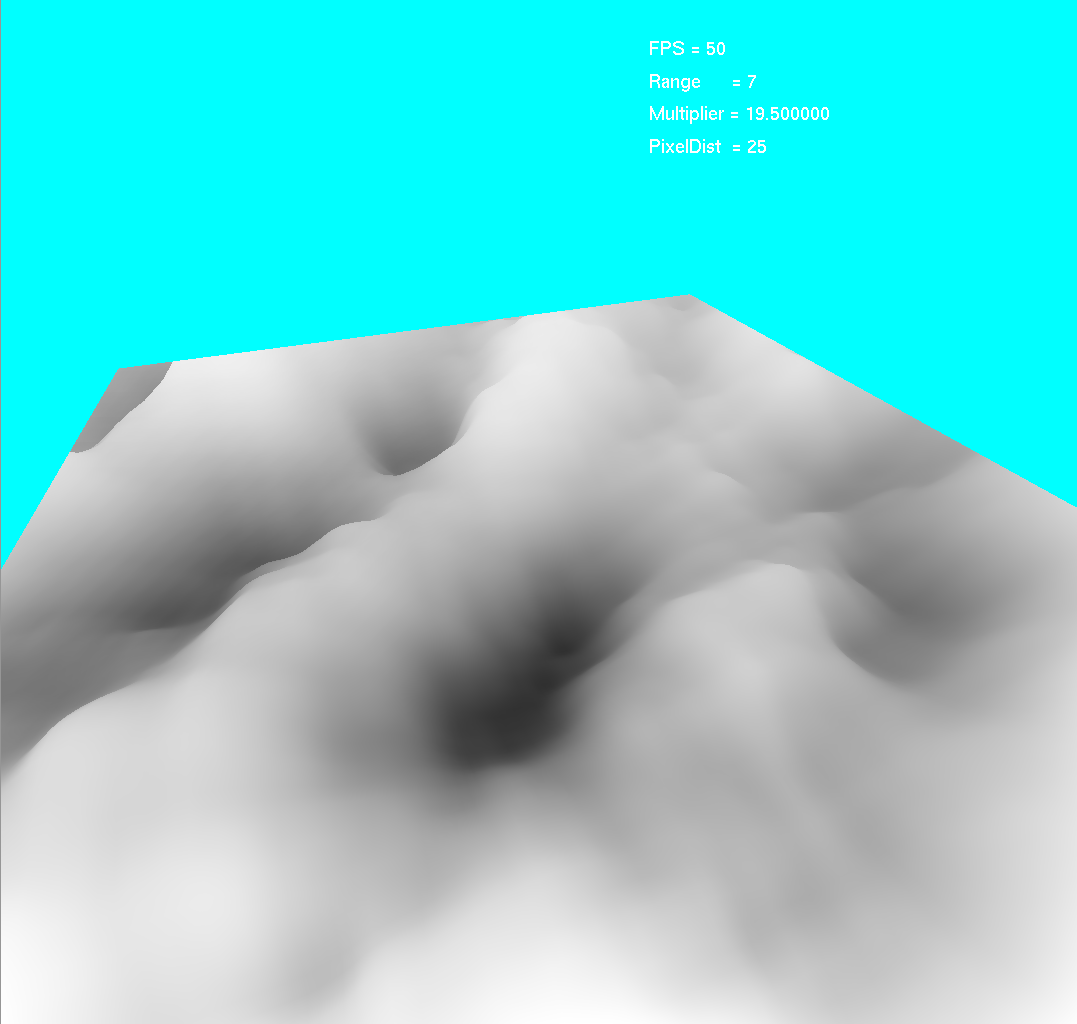 FPS = 50
Range = 7
Multiplier = 19.500000
PixelDist = 25